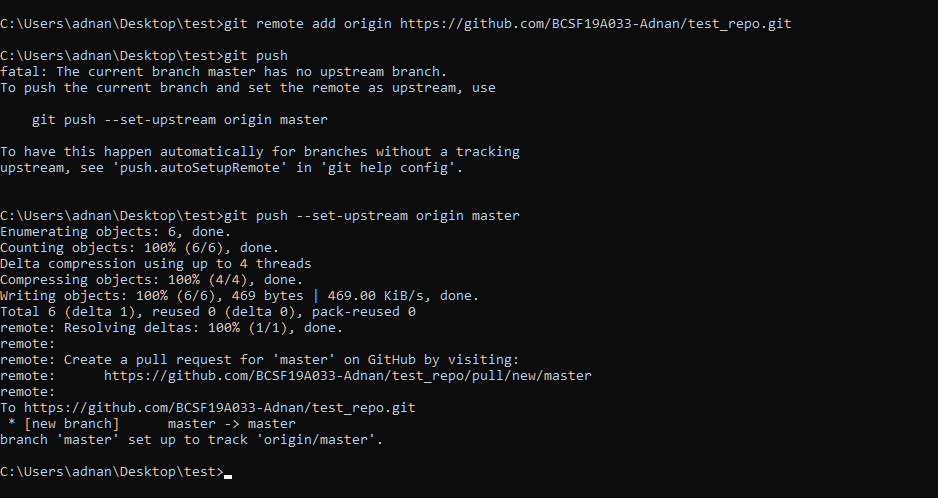 C:\Users\adnan\Desktop\test>git remote add origin https://github.com/BCSF19A033-Adnan/test_repo.git
C:\Users\adnan\Desktop\test>git push
fatal: The current branch master has no upstream branch.
To push the current branch and set the remote as upstream, use
    git push --set-upstream origin master
To have this happen automatically for branches without a tracking
upstream, see 'push.autoSetupRemote' in 'git help config'.
C:\Users\adnan\Desktop\test>git push --set-upstream origin master
Enumerating objects: 6, done.
Counting objects: 100% (6/6), done.
Delta compression using up to 4 threads
Compressing objects: 100% (4/4), done.
Writing objects: 100% (6/6), 469 bytes | 469.00 KiB/s, done.
Total 6 (delta 1), reused 0 (delta 0), pack-reused 0
remote: Resolving deltas: 100% (1/1), done.
remote:
remote: Create a pull request for 'master' on GitHub by visiting:
remote:      https://github.com/BCSF19A033-Adnan/test_repo/pull/new/master
remote:
To https://github.com/BCSF19A033-Adnan/test_repo.git
 * [new branch]      master -> master
branch 'master' set up to track 'origin/master'.
C:\Users\adnan\Desktop\test>